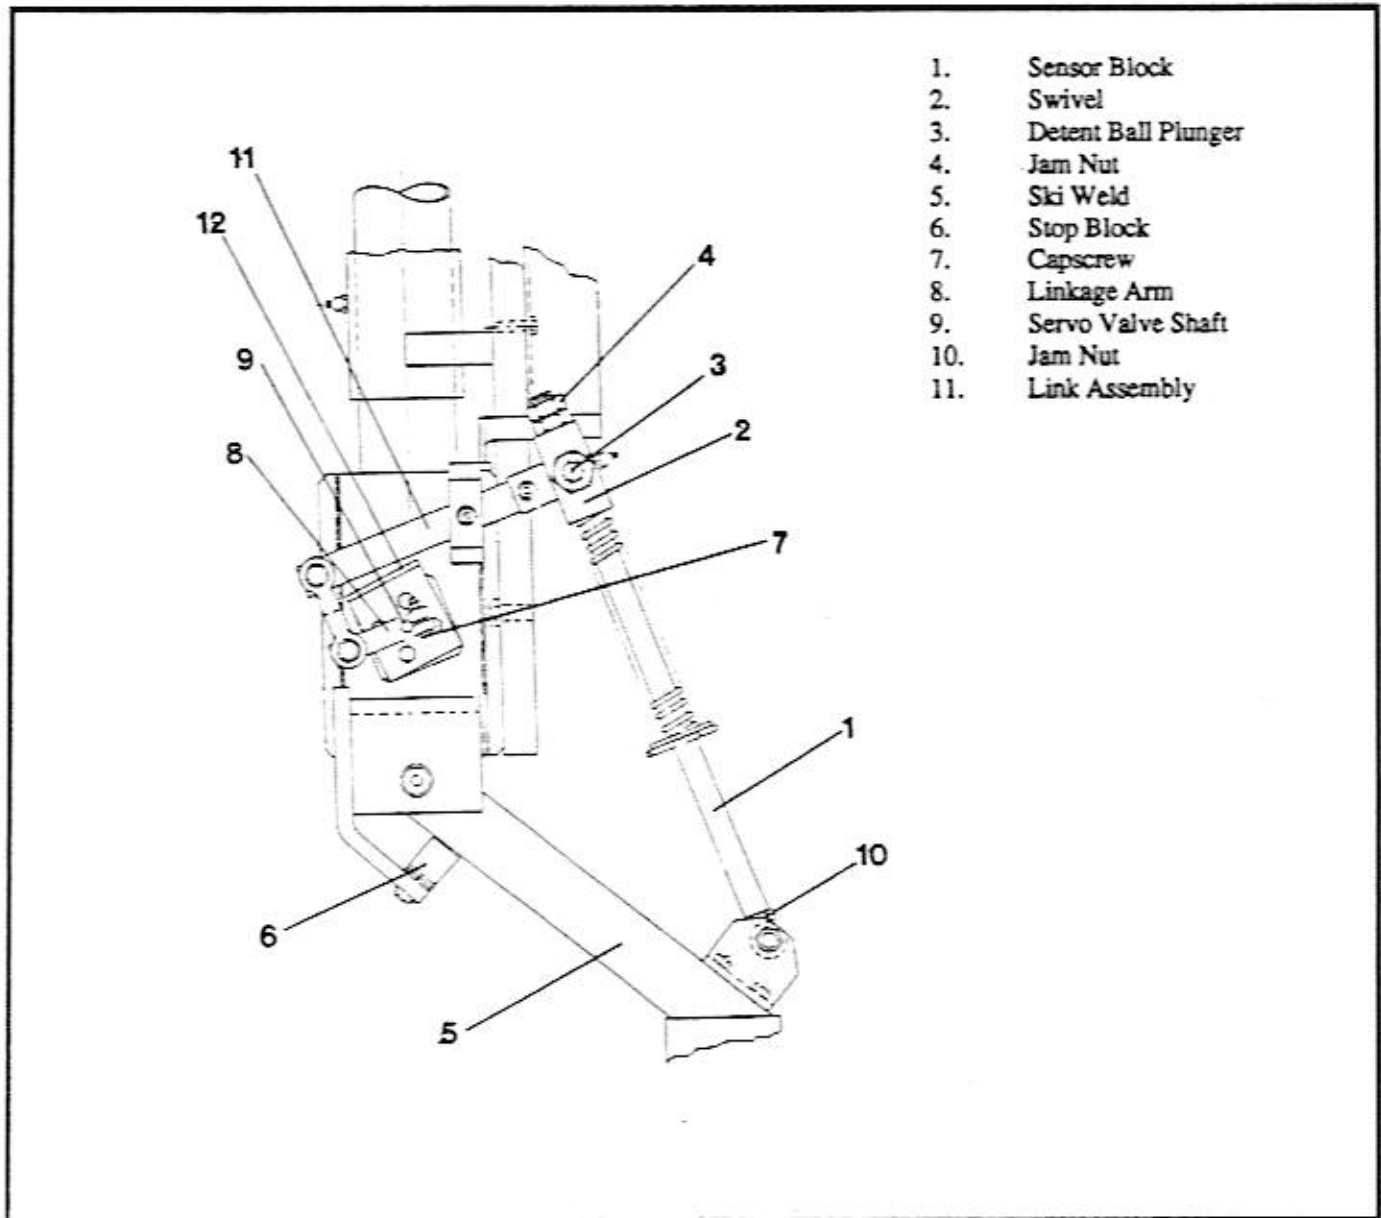 1. Sensor Block
2. Swivel
3. Detent Ball Plunger
4. Jam Nut
5. Ski Weld
6. Stop Block
7. Capscrew
8. Linkage Arm
9. Servo Valve Shaft
10. Jam Nut
11. Link Assembly
11
12
4
9
3
8
2
7
1
10
6
5